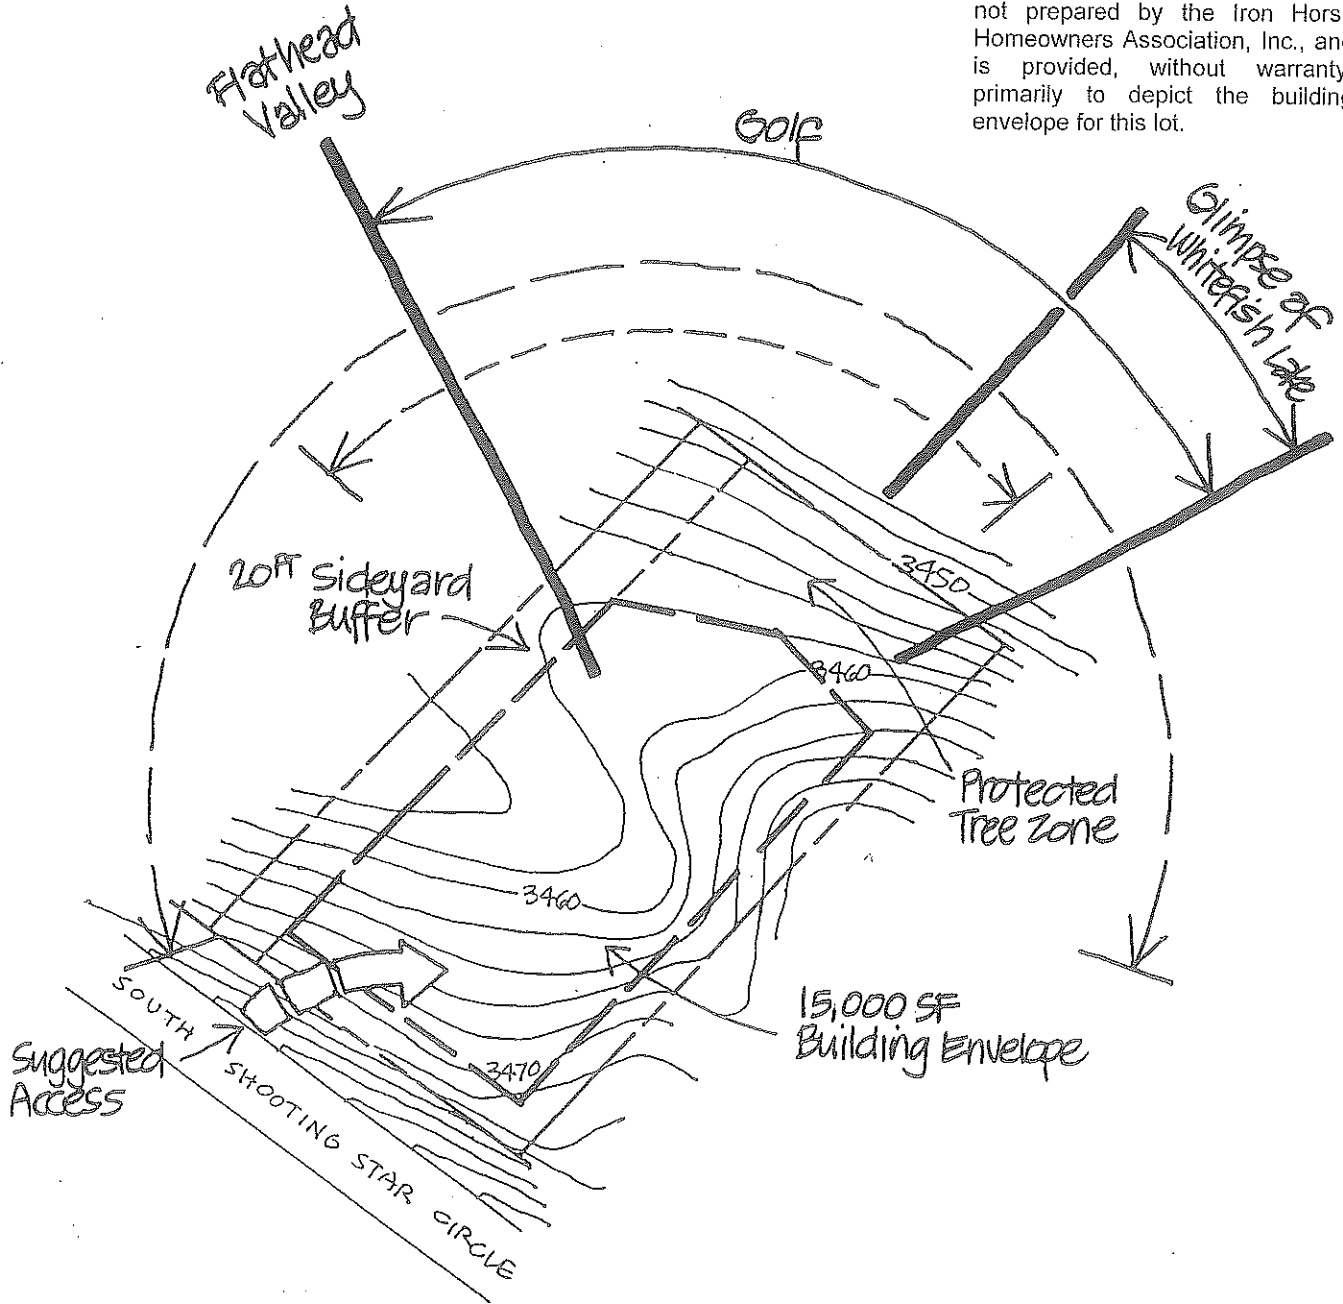 not prepared by the Iron Hors
Homeowners Association, Inc., an
is provided, without warranty
primarily to depict the building
envelope for this lot.
Flathead
Valley
Golf
Glimpse of
Whitefish Lake
20FT Sideyard
Buffer
3450
3460
Protected
Tree Zone
3460
15,000 SF
Building Envelope
3470
Suggested
Access
SOUTH SHOOTING STAR CIRCLE